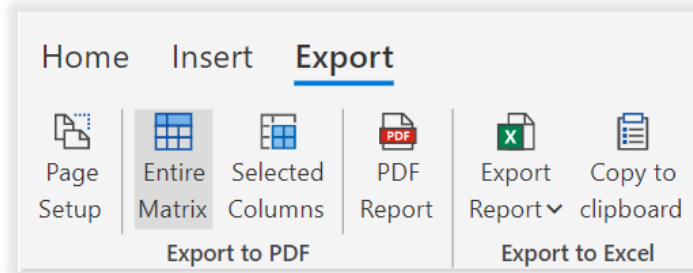 Home Insert Export
Page Entire Selected PDF Export Copy to
Setup Matrix Columns Report Report clipboard
Export to PDF Export to Excel